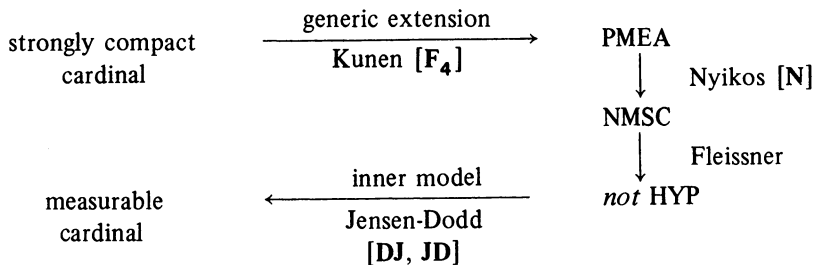 generic extension
strongly compact
cardinal
Kunen [F₄]
PMEA
Nyikos [N]
NMSC
Fleissner
not HYP
inner model
measurable
cardinal
Jensen-Dodd
[DJ, JD]